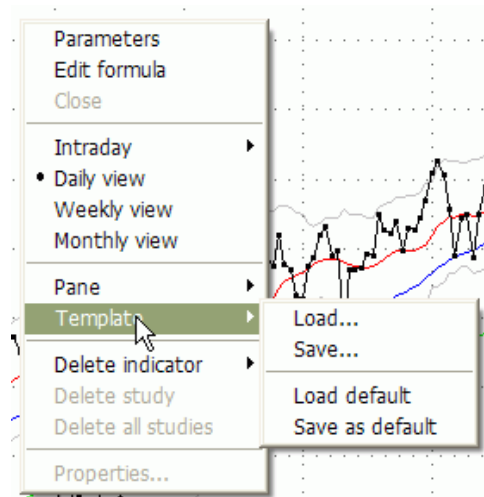 Parameters
Edit formula
Close
Intraday
Daily view
Weekly view
Monthly view
Pane
Template
Delete indicator
Delete study
Delete all studies
Properties...
Load...
Save...
Load default
Save as default